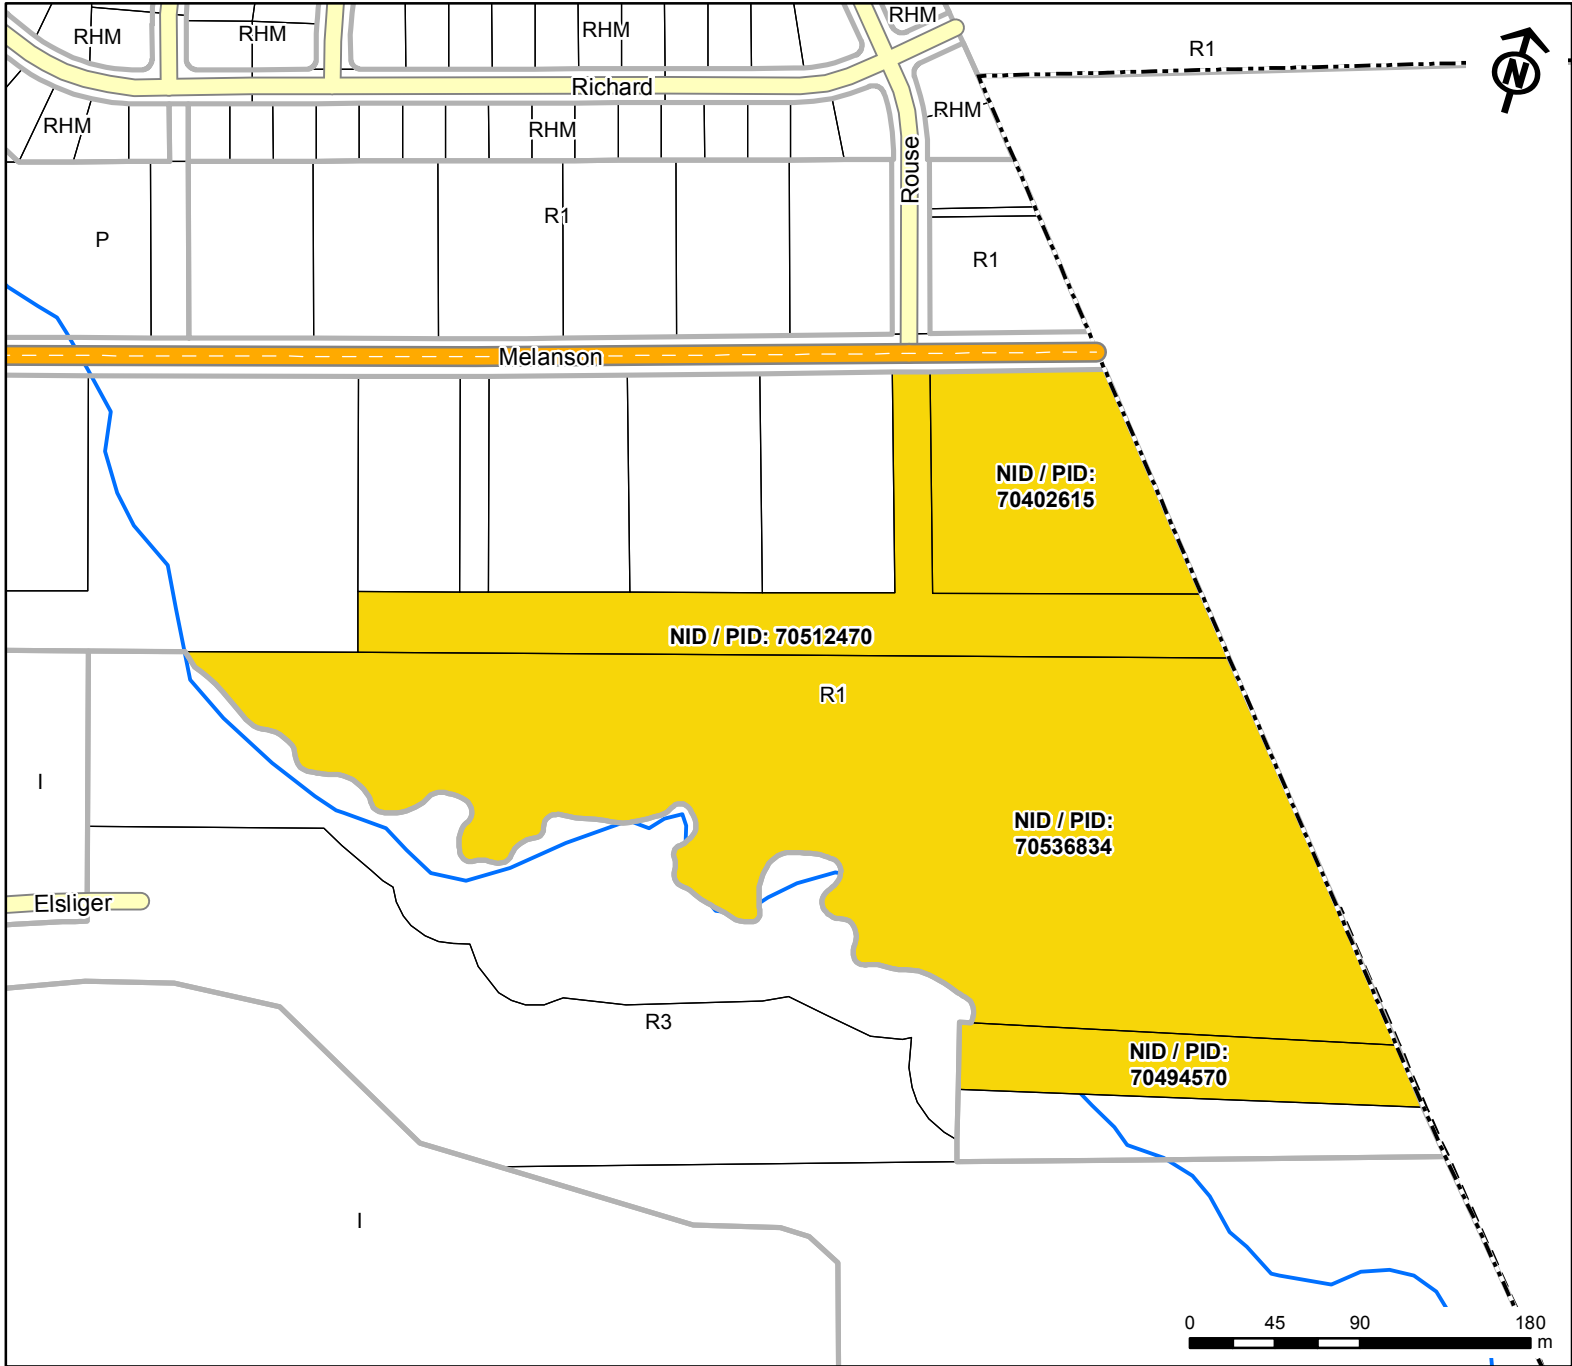 RHM
RHM
RHM
RHM
R1
N
Richard
RHM
RHM
RHM
Rouse
P
R1
R1
Melanson
NID / PID:
70402615
NID / PID: 70512470
R1
I
NID / PID:
70536834
Elsliger
R3
NID / PID:
70494570
I
0 45 90 180
m